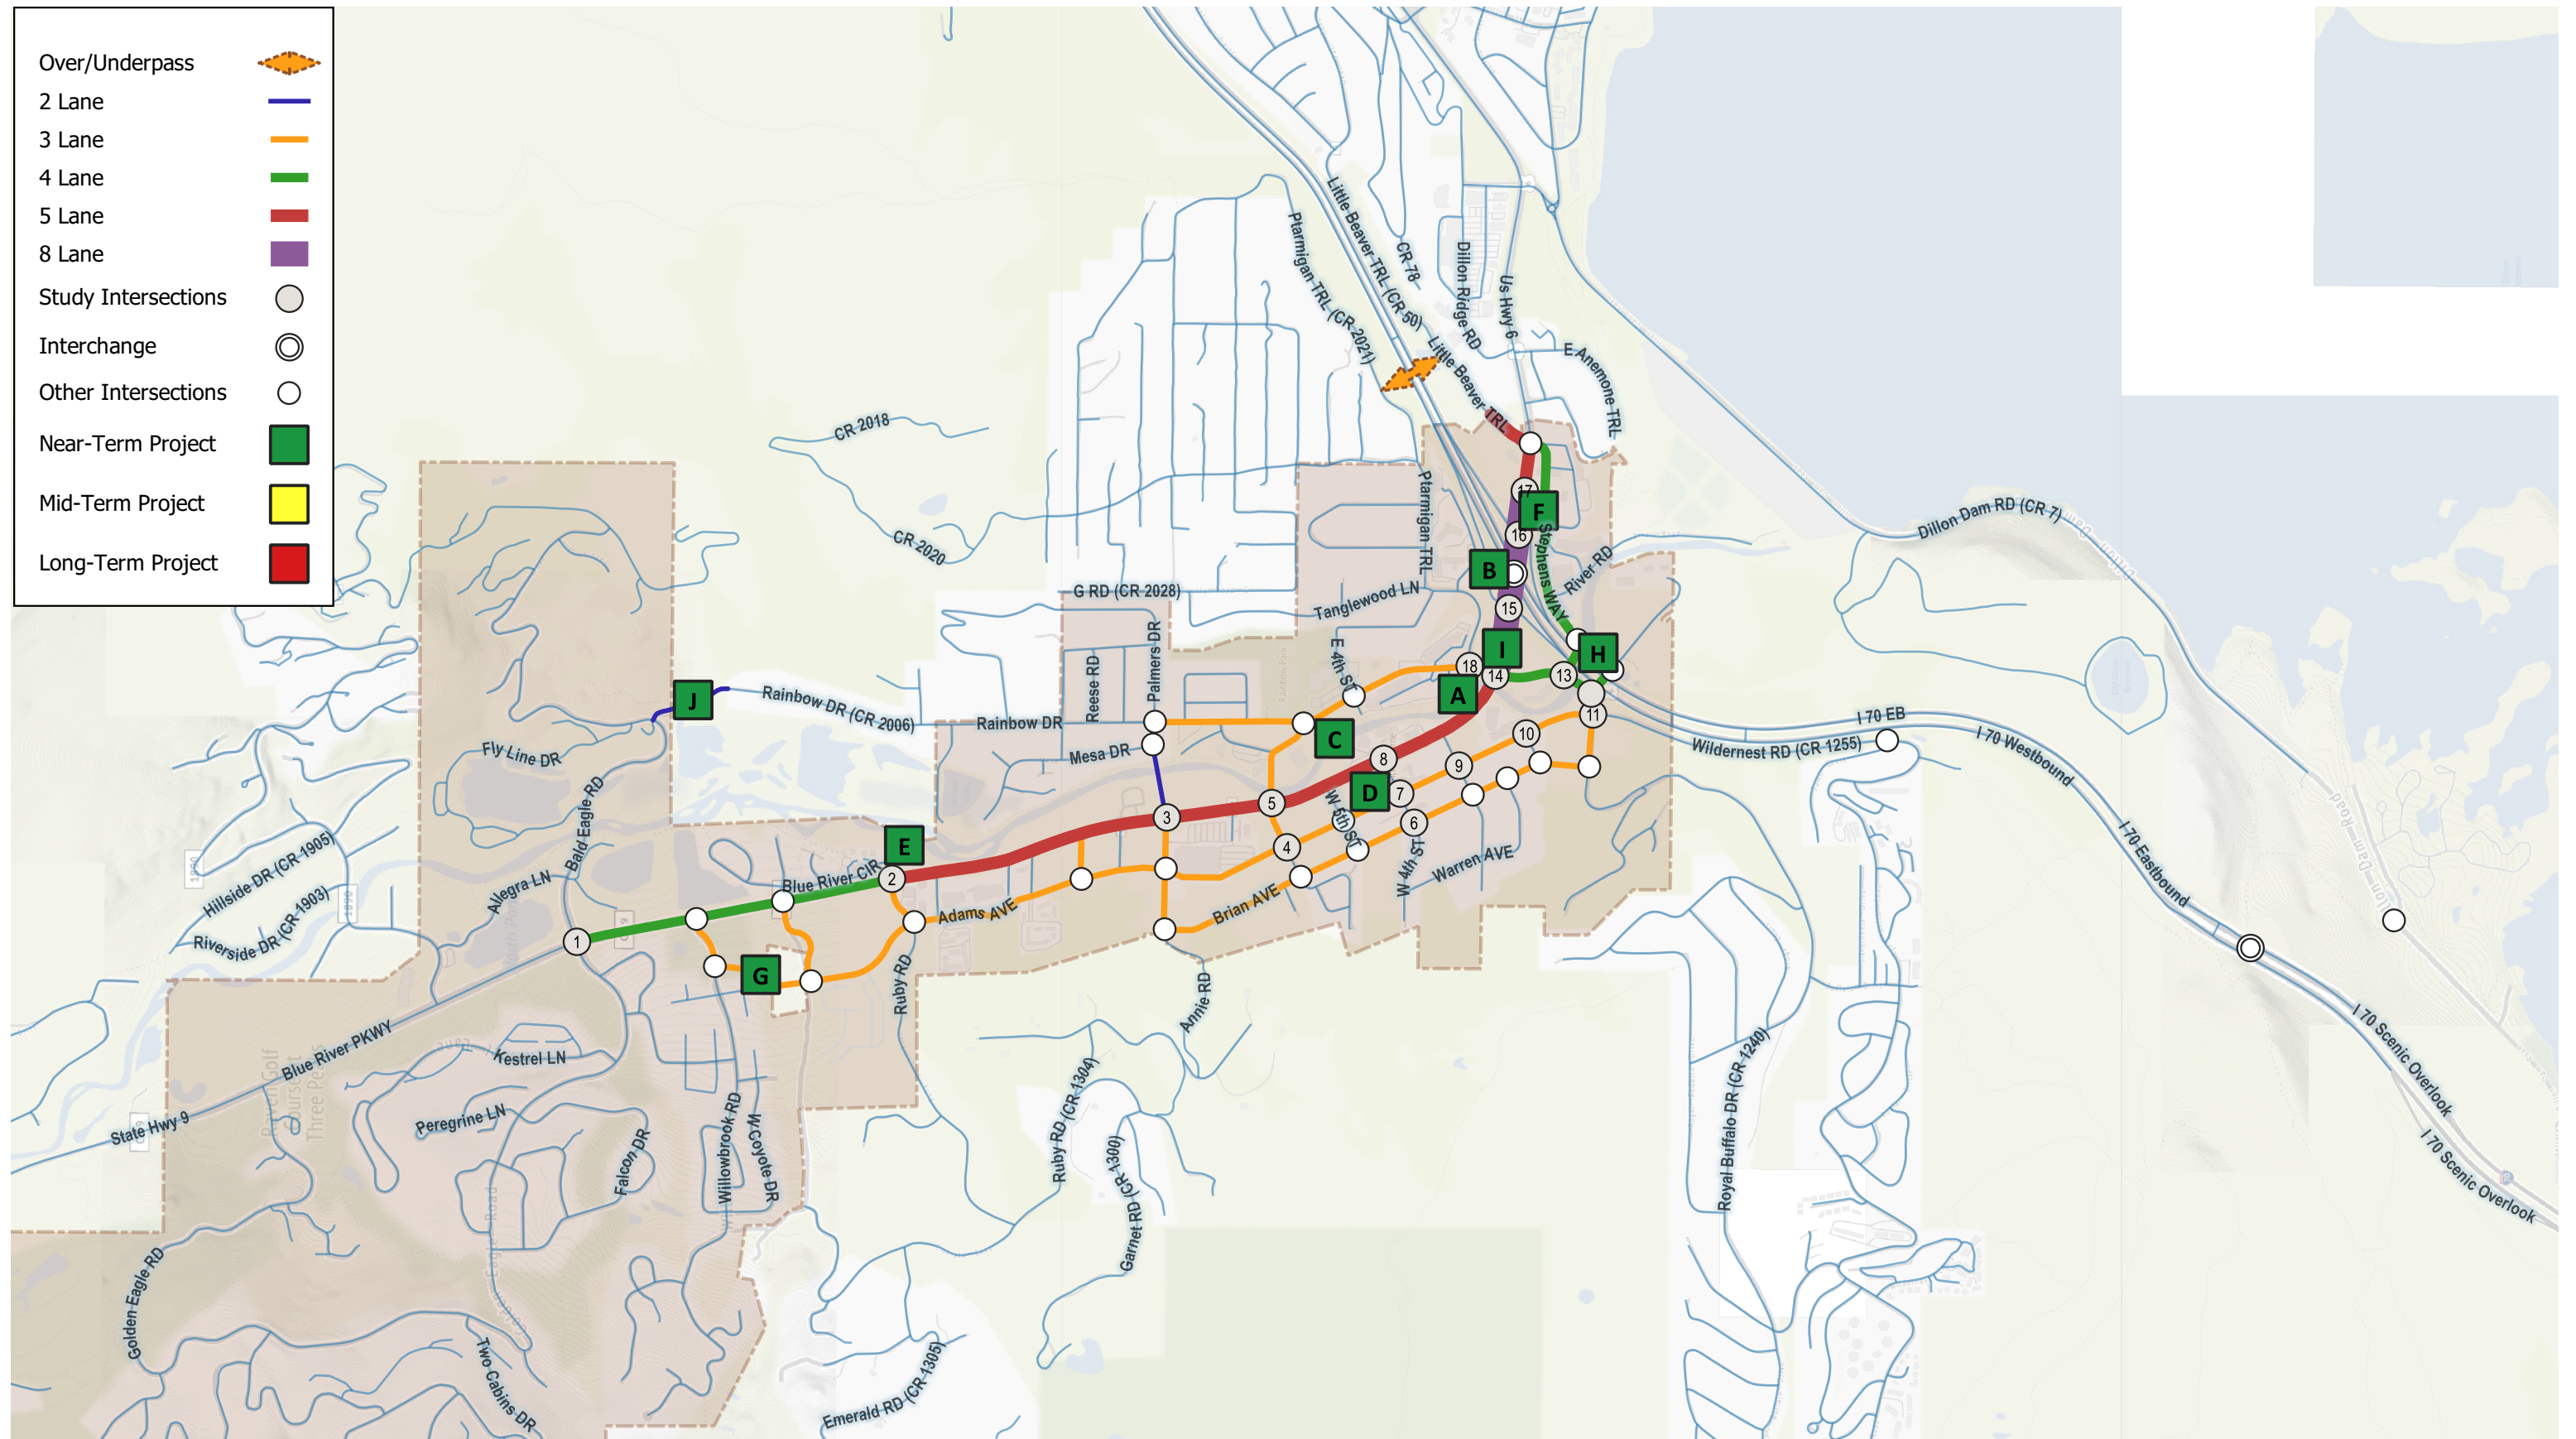 Over/Underpass
2 Lane
3 Lane
4 Lane
5 Lane
8 Lane
Study Intersections
Interchange
Other Intersections
Near-Term Project
Mid-Term Project
Long-Term Project
Little Beaver TRL (CR 50)
CR 78
Dillon Ridge RD
Us Hwy 6
Ptarmigan TRL (CR 2021)
Little Beaver TRL
E Anemone TRL
CR 2018
CR 2020
Ptarmigan TRL
17
F
16
Stephens WAY
River RD
B
15
Dillon Dam RD (CR 7)
G RD (CR 2028)
Tanglewood LN
Palmers DR
Reese RD
E 4th ST
I
H
18
14
13
A
J
Rainbow DR (CR 2006)
Rainbow DR
Mesa DR
C
11
10
9
8
I 70 EB
Wildernest RD (CR 1255)
I 70 Westbound
Fly Line DR
Bald Eagle RD
D
7
W 5th ST
6
5
3
4
W 4th ST
Warren AVE
I 70 Eastbound
E
2
Blue River CIR
Adams AVE
Brian AVE
Hillside DR (CR 1905)
Riverside DR (CR 1903)
Allegra LN
1
G
Ruby RD
Annie RD
Blue River PKWY
Kestrel LN
State Hwy 9
Peregrine LN
Falcon DR
Willowbrook RD
W Coyote DR
Ruby RD (CR 1304)
Garnet RD (CR 1300)
Royal Buffalo DR (CR 1240)
I 70 Scenic Overlook
I 70 Scenic Overlook
Golden Eagle RD
Two Cabins DR
Emerald RD (CR 1305)